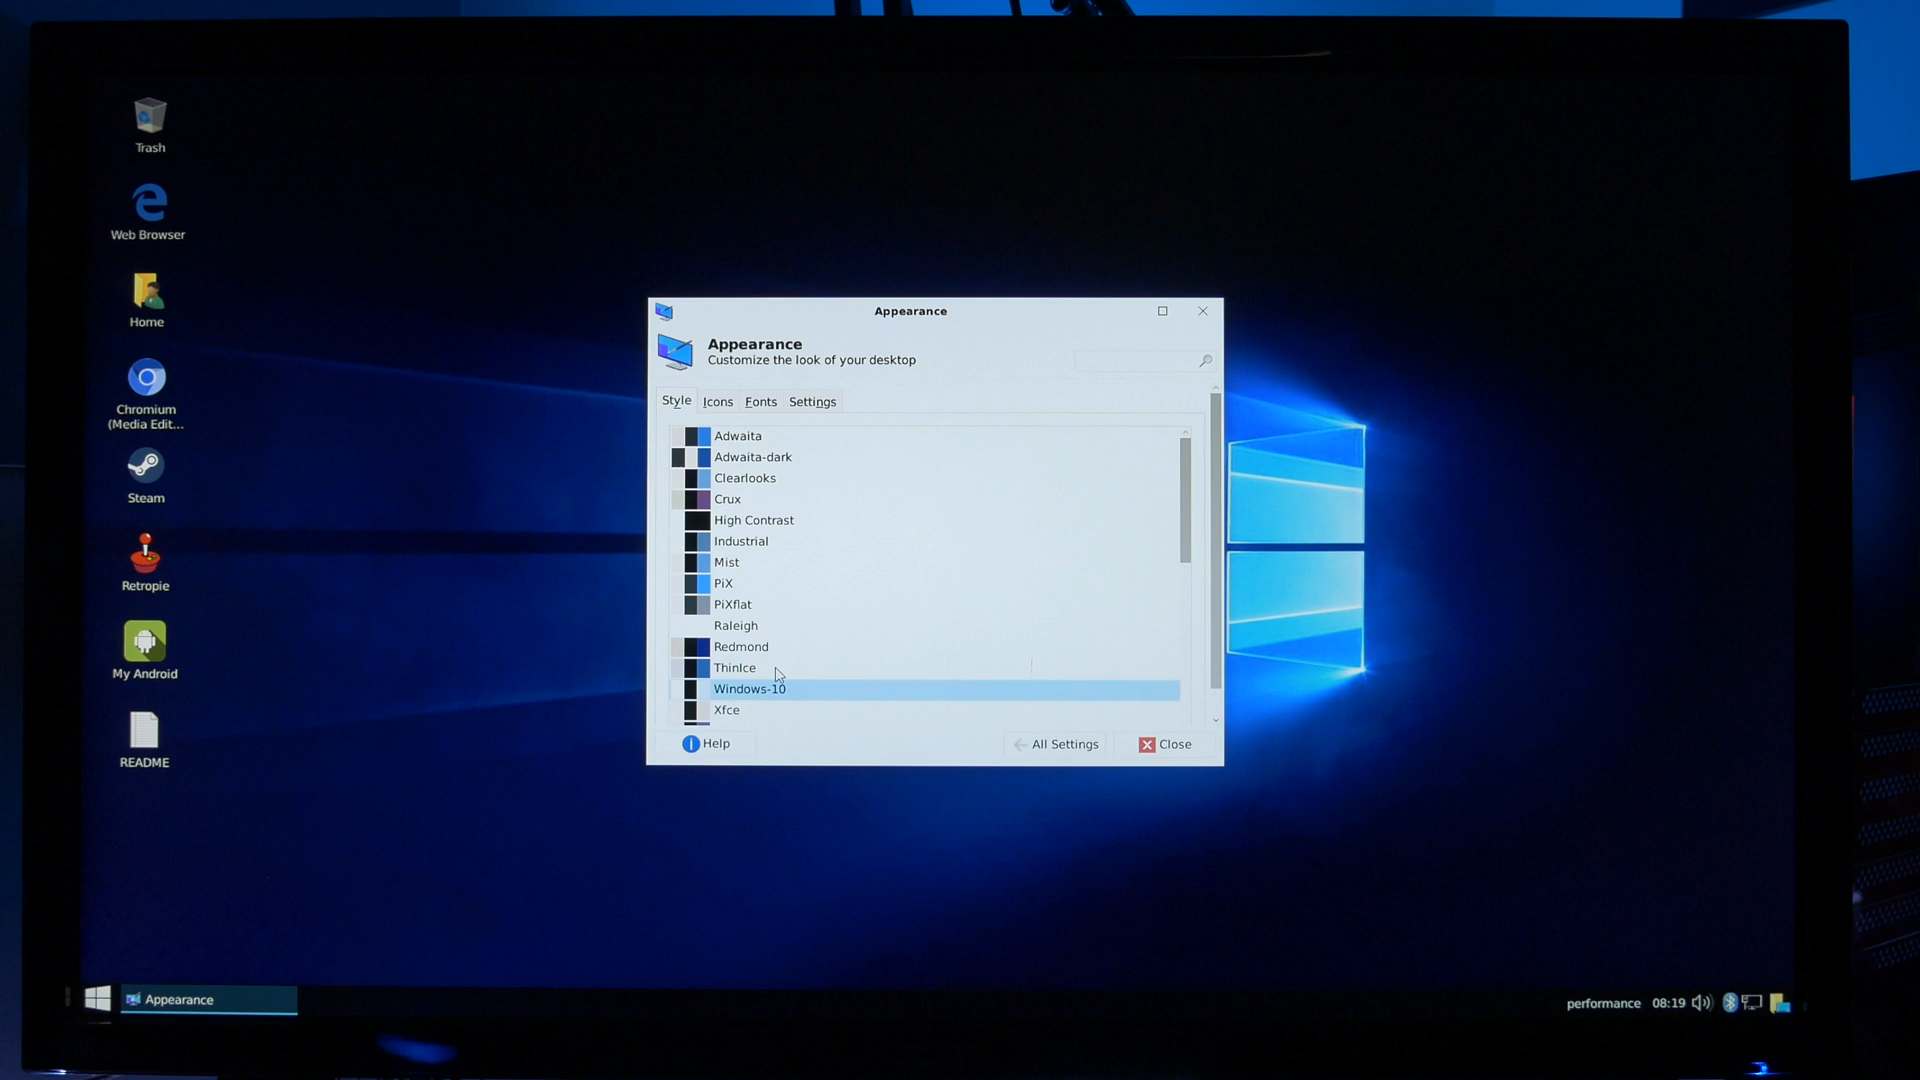 Trash
Web Browser
Home
Chromium
(Media Edit...
Steam
Retropie
My Android
README
Appearance
Appearance
Customize the look of your desktop
Style Icons Fonts Settings
Adwaita
Adwaita-dark
Clearlooks
Crux
High Contrast
Industrial
Mist
PiX
PiXflat
Raleigh
Redmond
ThinIce
Windows-10
Xfce
Help All Settings Close
Appearance
performance 08:19